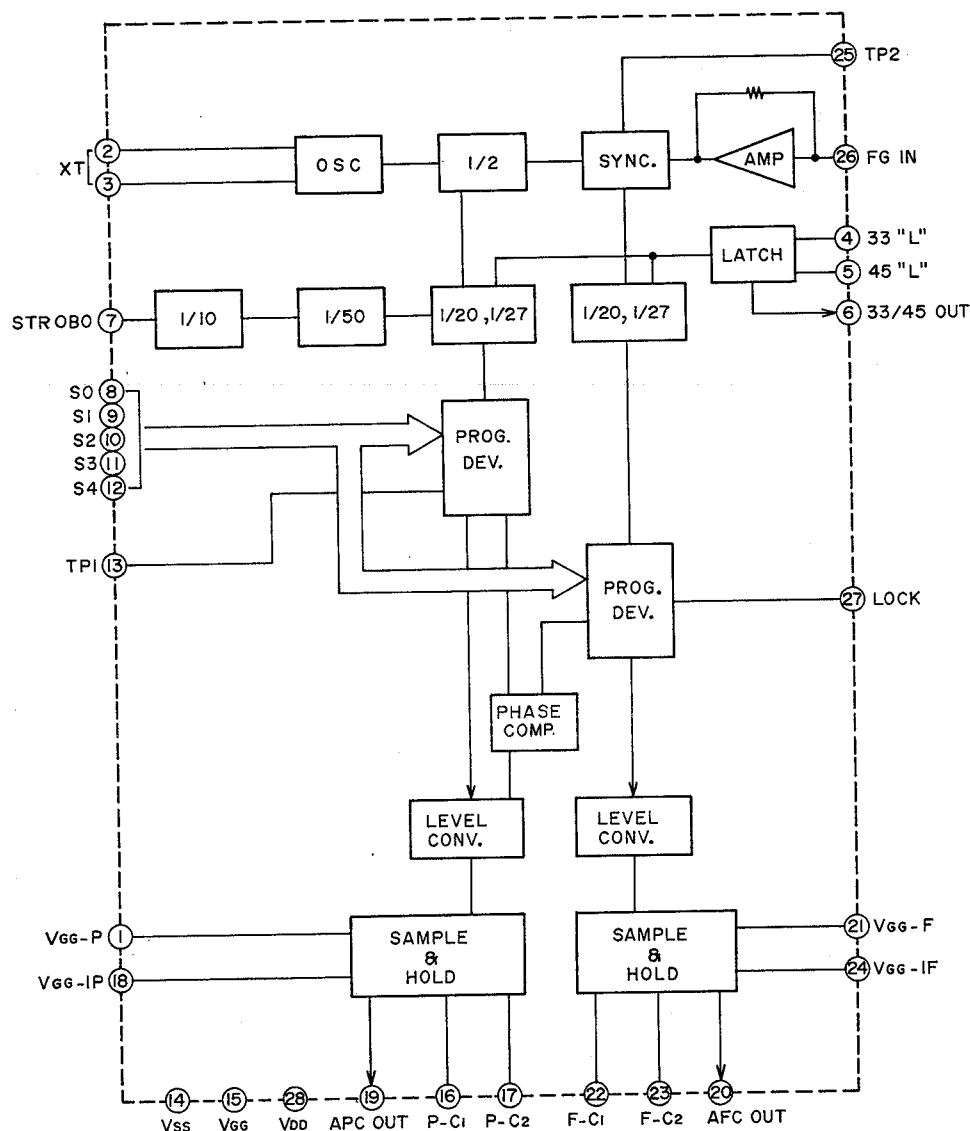 25 TP2
2
XT
3
OSC
1/2
SYNC.
AMP
26 FG IN
4 33 "L"
LATCH
5 45 "L"
6 33/45 OUT
STROBO 7
1/10
1/50
1/20, 1/27
1/20, 1/27
S0 8
S1 9
S2 10
S3 11
S4 12
PROG.
DEV.
TP1 13
PROG.
DEV.
27 LOCK
PHASE
COMP.
LEVEL
CONV.
LEVEL
CONV.
VGG-P 1
VGG-IP 18
SAMPLE
&
HOLD
SAMPLE
&
HOLD
21 VGG-F
24 VGG-IF
14 15 28 19 16 17 22 23 20
VSS VGG VDD APC OUT P-C1 P-C2 F-C1 F-C2 AFC OUT